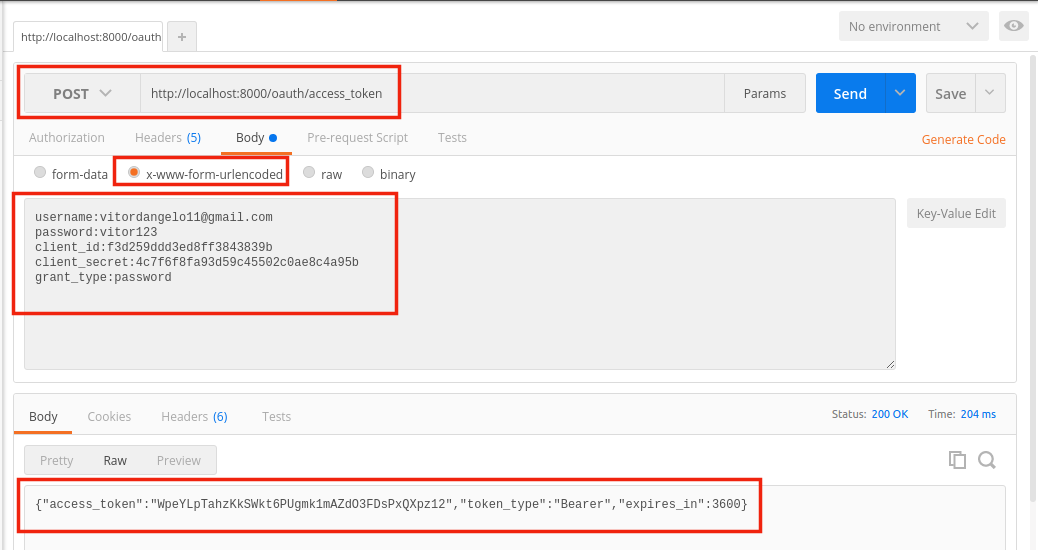 No environment
http://localhost:8000/oauth
+
POST
http://localhost:8000/oauth/access_token
Params
Send
Save
Authorization
Headers (5)
Body
Pre-request Script
Tests
Generate Code
form-data
x-www-form-urlencoded
raw
binary
username:vitordangelo11@gmail.com
password:vitor123
client_id:f3d259ddd3ed8ff3843839b
client_secret:4c7f6f8fa93d59c45502c0ae8c4a95b
grant_type:password
Key-Value Edit
Body
Cookies
Headers (6)
Tests
Status: 200 OK
Time: 204 ms
Pretty
Raw
Preview
{"access_token":"WpeYLpTahzKkSWkt6PUgmk1mAZdO3FDsPxQXpz12","token_type":"Bearer","expires_in":3600}